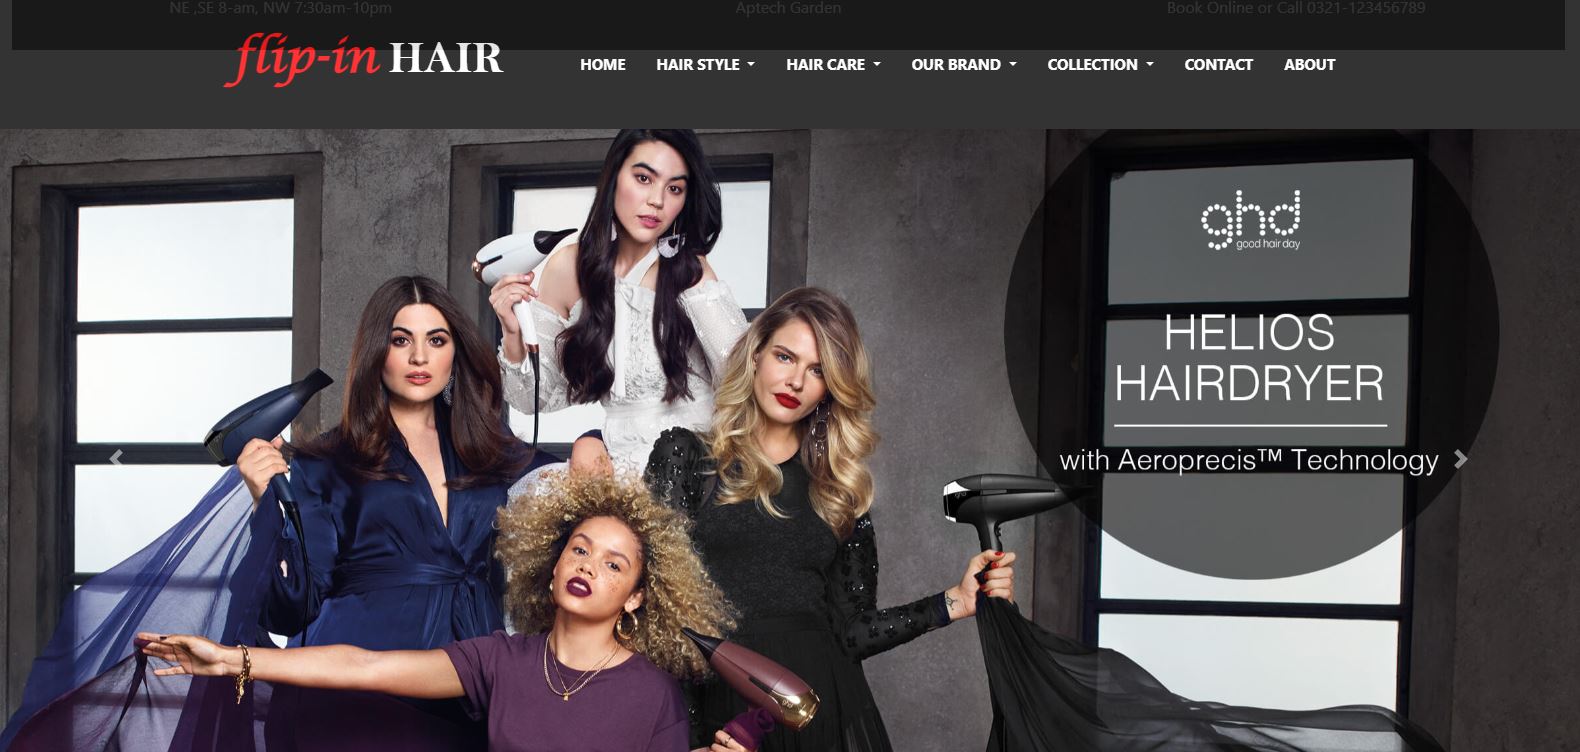 NE ,SE 8-am, NW 7:30am-10pm
Aptech Garden
Book Online or Call 0321-123456789
flip-in HAIR
HOME HAIR STYLE HAIR CARE OUR BRAND COLLECTION CONTACT ABOUT
ghd
good hair day
HELIOS
HAIRDRYER
with Aeroprecis™ Technology
ghd
ghd